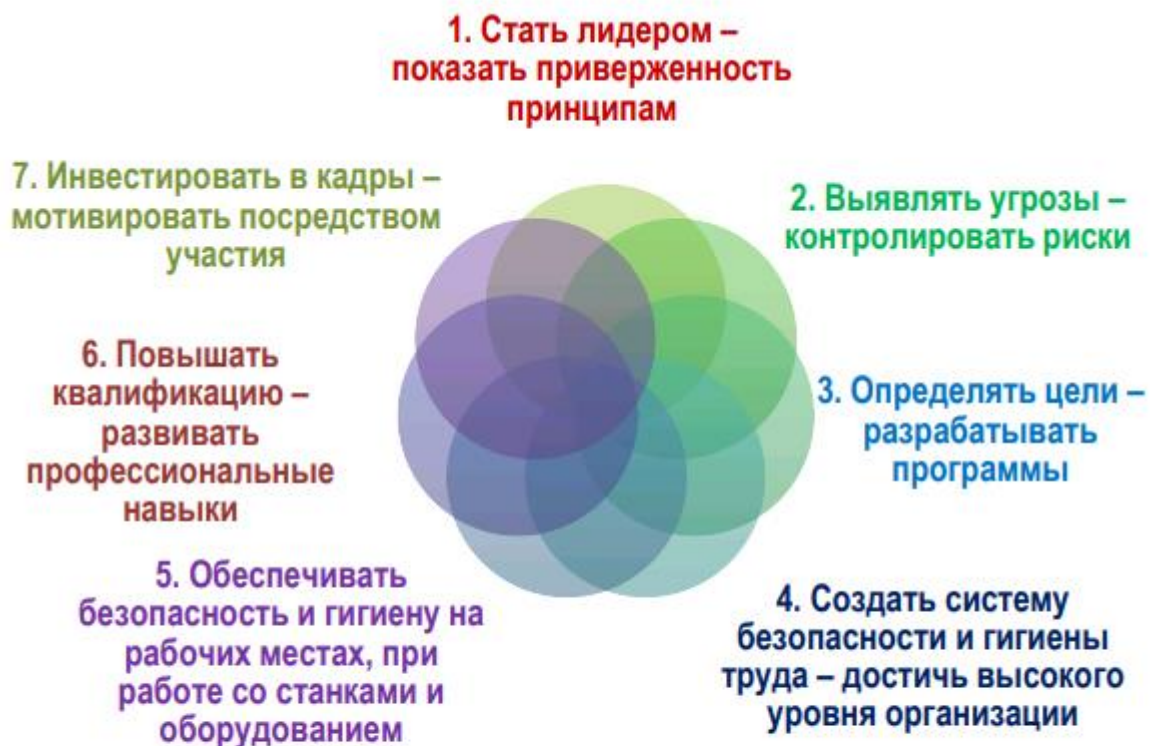 1. Стать лидером –
показать приверженность
принципам
2. Выявлять угрозы –
контролировать риски
3. Определять цели –
разрабатывать
программы
4. Создать систему
безопасности и гигиены
труда – достичь высокого
уровня организации
5. Обеспечивать
безопасность и гигиену на
рабочих местах, при
работе со станками и
оборудованием
6. Повышать
квалификацию –
развивать
профессиональные
навыки
7. Инвестировать в кадры –
мотивировать посредством
участия